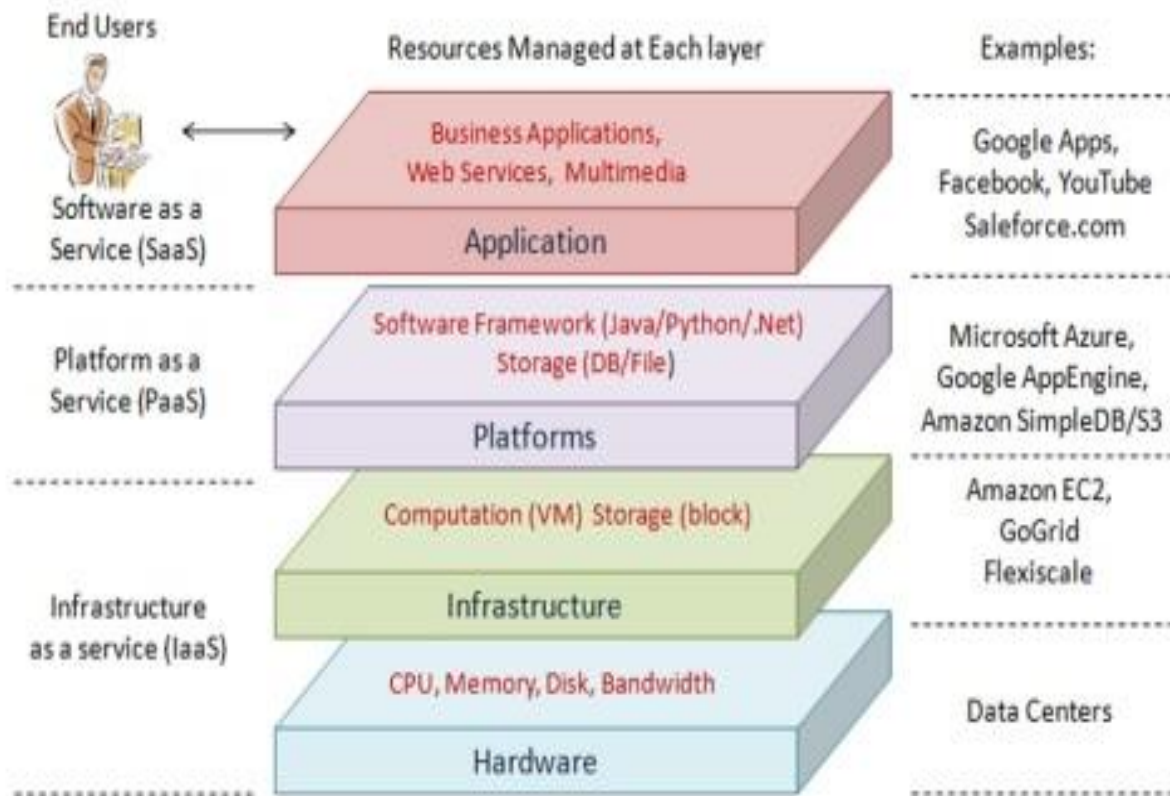 End Users
Resources Managed at Each layer
Examples:
Business Applications,
Web Services, Multimedia
Application
Software as a
Service (SaaS)
Google Apps,
Facebook, YouTube
Saleforce.com
Software Framework (Java/Python/.Net)
Storage (DB/File)
Platforms
Platform as a
Service (PaaS)
Microsoft Azure,
Google AppEngine,
Amazon SimpleDB/S3
Computation (VM) Storage (block)
Infrastructure
Amazon EC2,
GoGrid
Flexiscale
Infrastructure
as a service (IaaS)
CPU, Memory, Disk, Bandwidth
Hardware
Data Centers